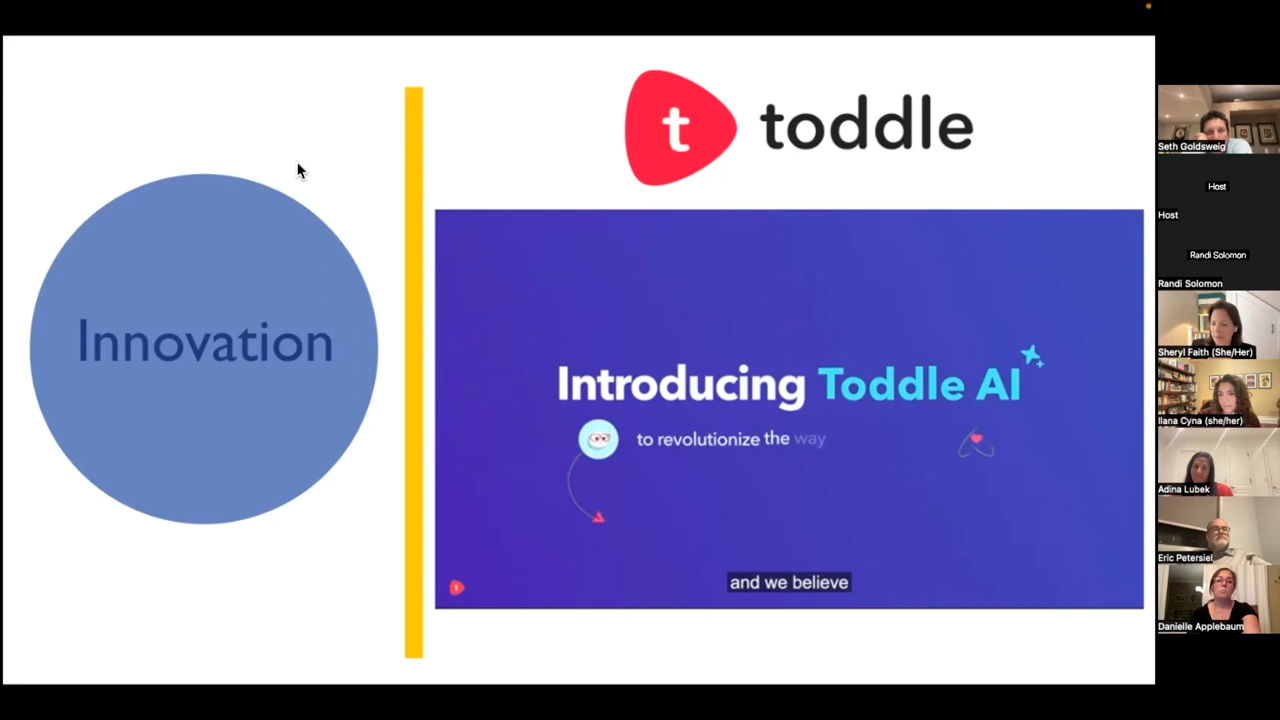 Innovation
t toddle
Introducing Toddle AI
to revolutionize the way
and we believe
t
Seth Goldsweig
Host
Host
Randi Solomon
Randi Solomon
Sheryl Faith (She/Her)
Ilana Cyna (she/her)
Adina Lubek
Eric Petersiel
Danielle Applebaum